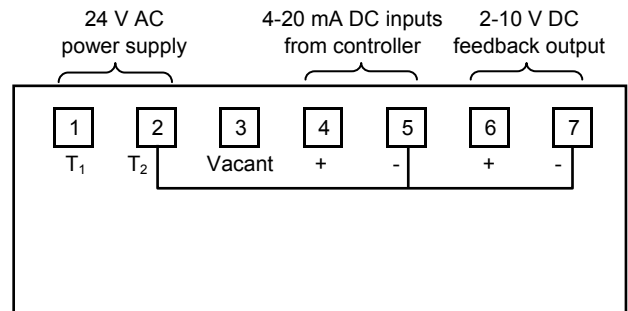 24 V AC
power supply
4-20 mA DC inputs
from controller
2-10 V DC
feedback output
1 2 3 4 5 6 7
T₁ T₂ Vacant + - + -